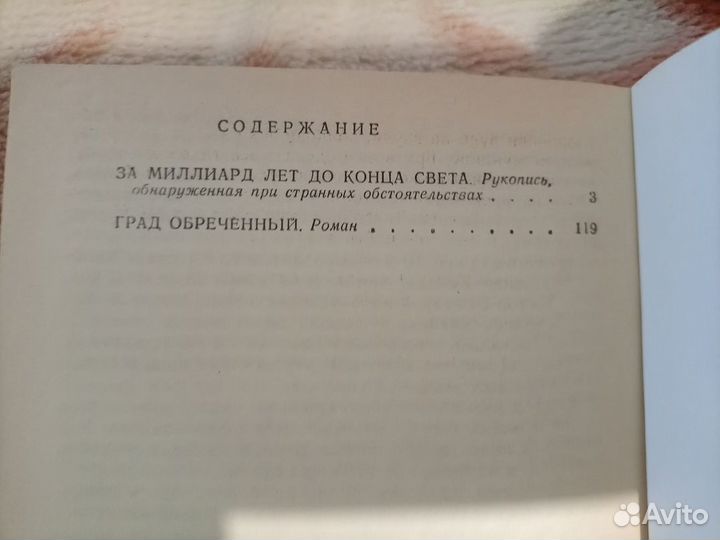 СОДЕРЖАНИЕ
ЗА МИЛЛИАРД ЛЕТ ДО КОНЦА СВЕТА. Рукопись,
обнаруженная при странных обстоятельствах . . . . 3
ГРАД ОБРЕЧЕННЫЙ. Роман . . . . . . . . . . 119
Avito